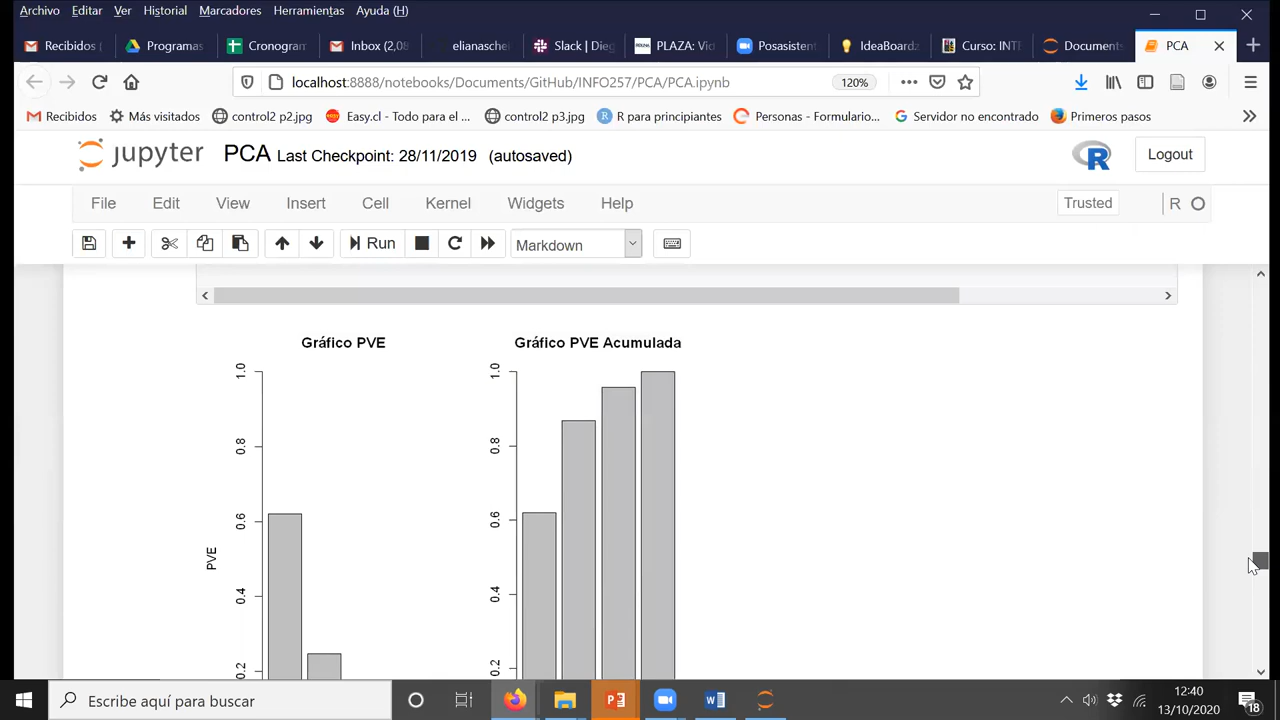 Archivo Editar Ver Historial Marcadores Herramientas Ayuda (H)
Recibidos ( Programas Cronogram Inbox (2,08 elianasche Slack | Dieg PLAZA: Vi Posasistent IdeaBoardz Curso: INT Documents PCA
localhost:8888/notebooks/Documents/GitHub/INFO257/PCA/PCA.ipynb 120%
Recibidos Más visitados control2 p2.jpg Easy.cl - Todo para el ... control2 p3.jpg R para principiantes Personas - Formulario... Servidor no encontrado Primeros pasos
jupyter PCA Last Checkpoint: 28/11/2019 (autosaved) R Logout
File Edit View Insert Cell Kernel Widgets Help Trusted R
Run Markdown
Gráfico PVE Gráfico PVE Acumulada
1.0 1.0
0.8 0.8
0.6 0.6
PVE
0.4 0.4
0.2 0.2
Escribe aquí para buscar
12:40
13/10/2020
18